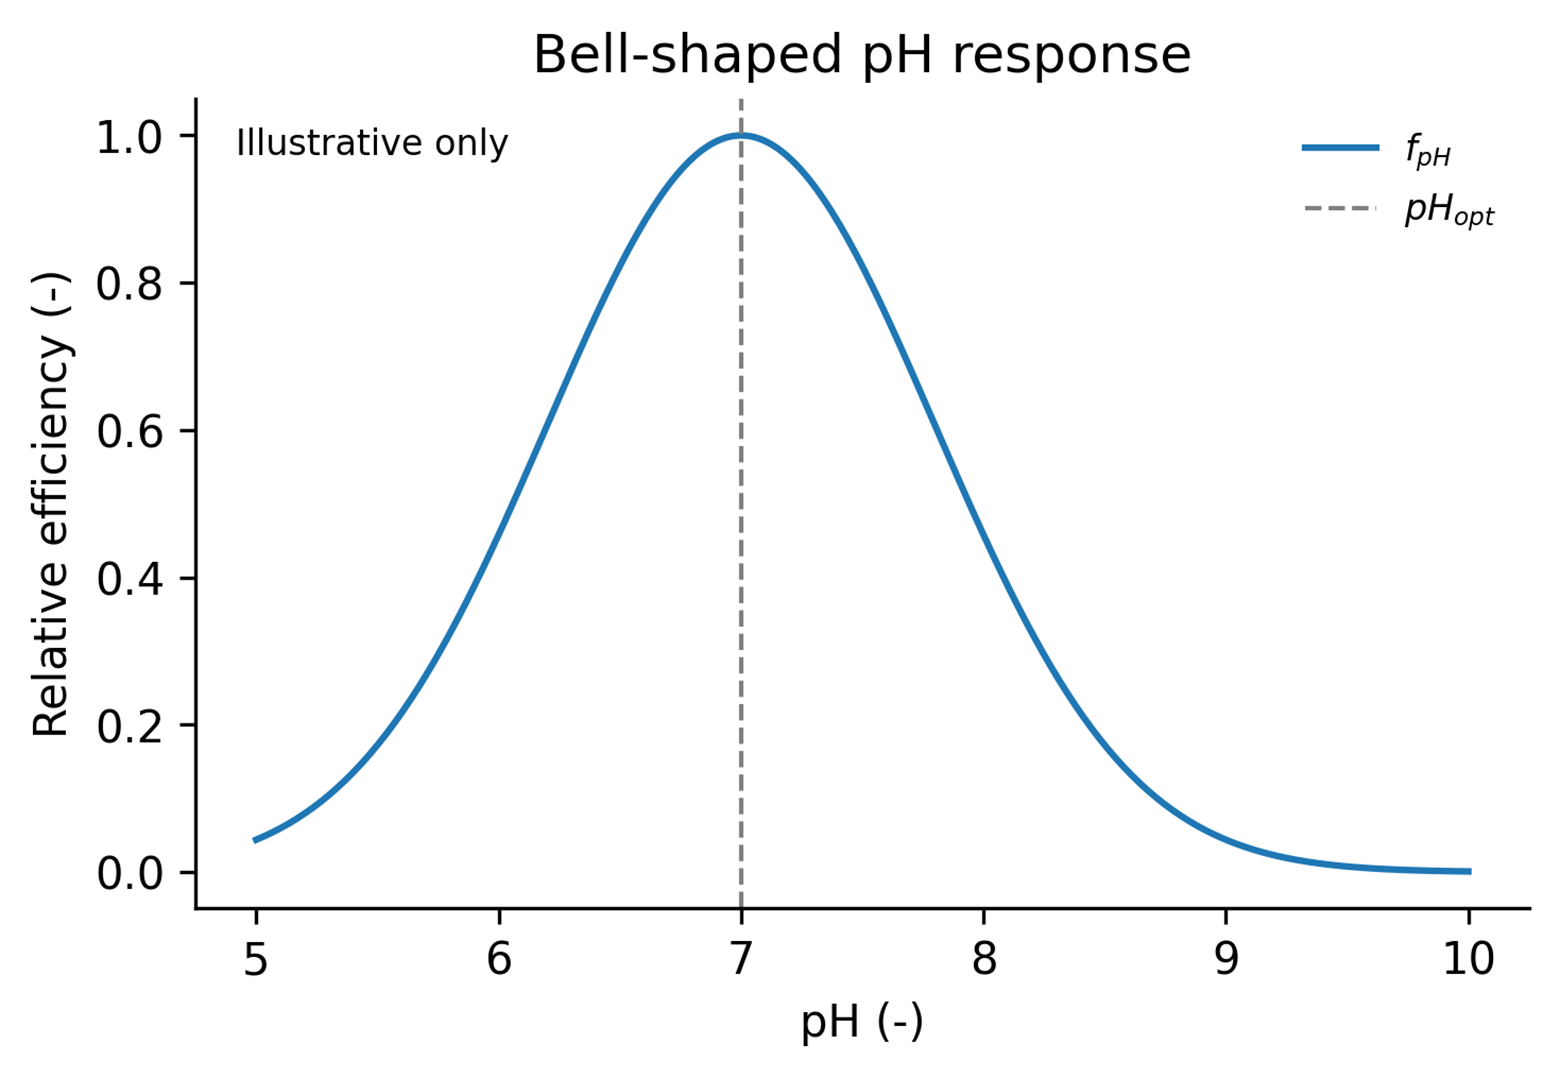 Bell-shaped pH response
Illustrative only
f_pH
pH_opt
Relative efficiency (-)
1.0
0.8
0.6
0.4
0.2
0.0
5 6 7 8 9 10
pH (-)